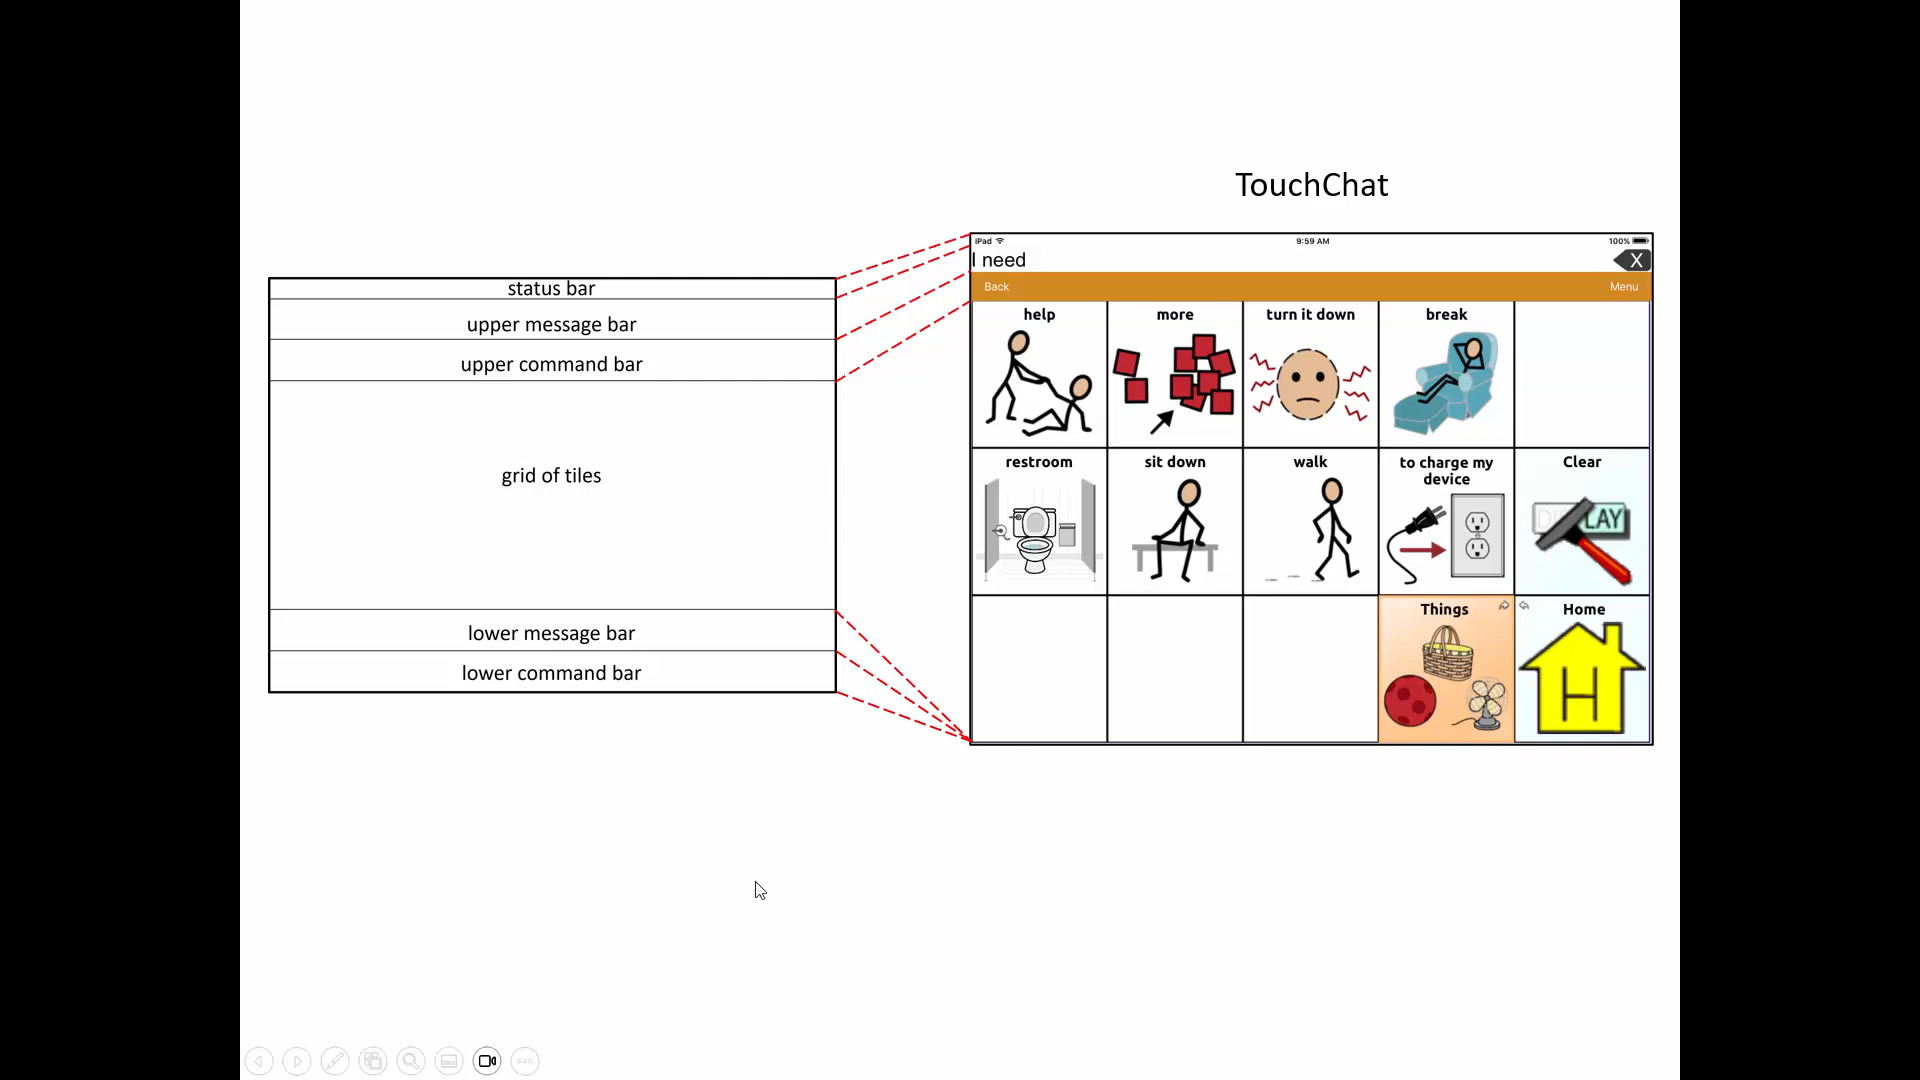 TouchChat
status bar
upper message bar
upper command bar
grid of tiles
lower message bar
lower command bar
iPad 9:59 AM 100%
I need X
Back Menu
help more turn it down break
restroom sit down walk to charge my device Clear
LAY
Things Home
H